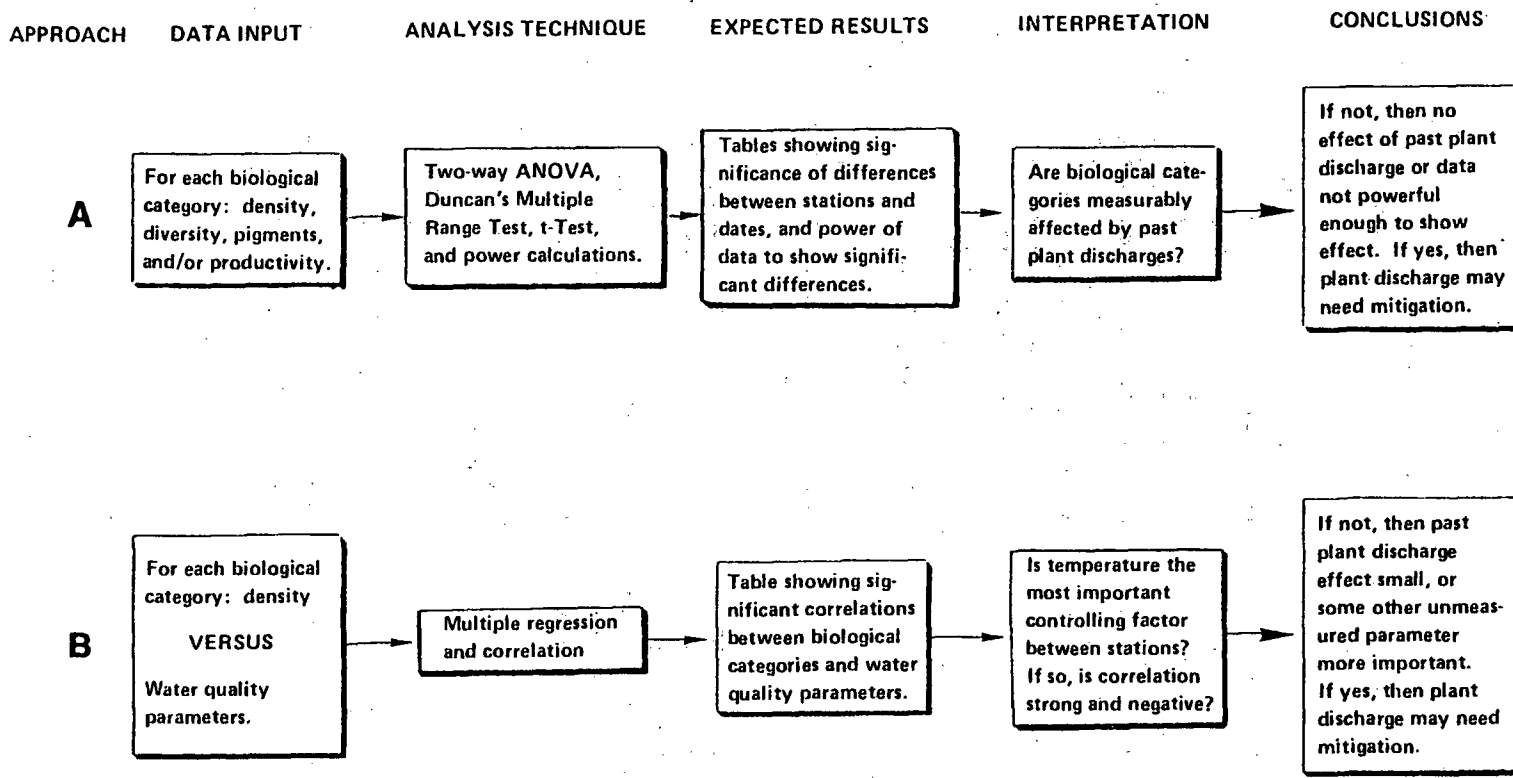 APPROACH DATA INPUT ANALYSIS TECHNIQUE EXPECTED RESULTS INTERPRETATION CONCLUSIONS
A
For each biological
category: density,
diversity, pigments,
and/or productivity.
Two-way ANOVA,
Duncan's Multiple
Range Test, t-Test,
and power calculations.
Tables showing sig-
nificance of differences
between stations and
dates, and power of
data to show signifi-
cant differences.
Are biological cate-
gories measurably
affected by past
plant discharges?
If not, then no
effect of past plant
discharge or data
not powerful
enough to show
effect. If yes, then
plant discharge may
need mitigation.
B
For each biological
category: density
VERSUS
Water quality
parameters.
Multiple regression
and correlation
Table showing sig-
nificant correlations
between biological
categories and water
quality parameters.
Is temperature the
most important
controlling factor
between stations?
If so, is correlation
strong and negative?
If not, then past
plant discharge
effect small, or
some other unmeas-
ured parameter
more important.
If yes, then plant
discharge may need
mitigation.